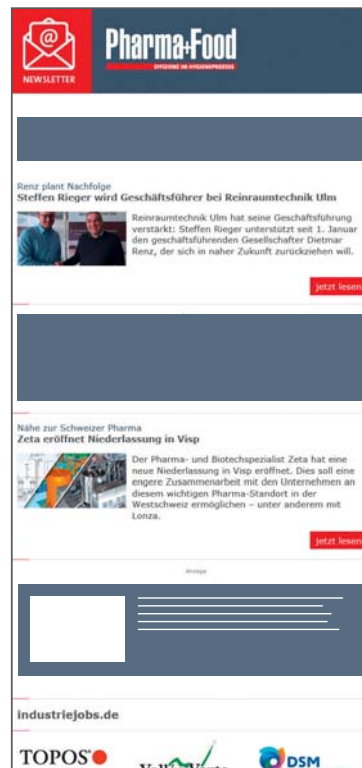 @
NEWSLETTER
Pharma+Food
EFFIZIENZ IM HYGIENEPROZESS
Renz plant Nachfolge
Steffen Rieger wird Geschäftsführer bei Reinraumtechnik Ulm
Reinraumtechnik Ulm hat seine Geschäftsführung
verstärkt: Steffen Rieger unterstützt seit 1. Januar
den geschäftsführenden Gesellschafter Dietmar
Renz, der sich in naher Zukunft zurückziehen will.
jetzt lesen
Nähe zur Schweizer Pharma
Zeta eröffnet Niederlassung in Visp
Der Pharma- und Biotechspezialist Zeta hat eine
neue Niederlassung in Visp eröffnet. Dies soll eine
engere Zusammenarbeit mit den Unternehmen an
diesem wichtigen Pharma-Standort in der
Westschweiz ermöglichen – unter anderem mit
Lonza.
jetzt lesen
Anzeige
industriejobs.de
TOPOS
DSM